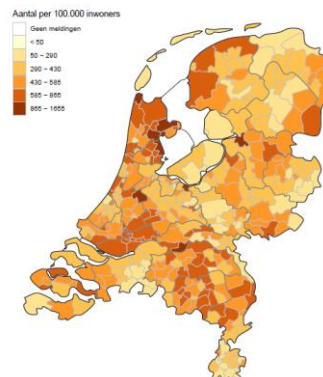 Aantal per 100.000 inwoners
Geen meldingen
< 50
50 – 290
290 – 430
430 – 585
585 – 865
865 – 1655